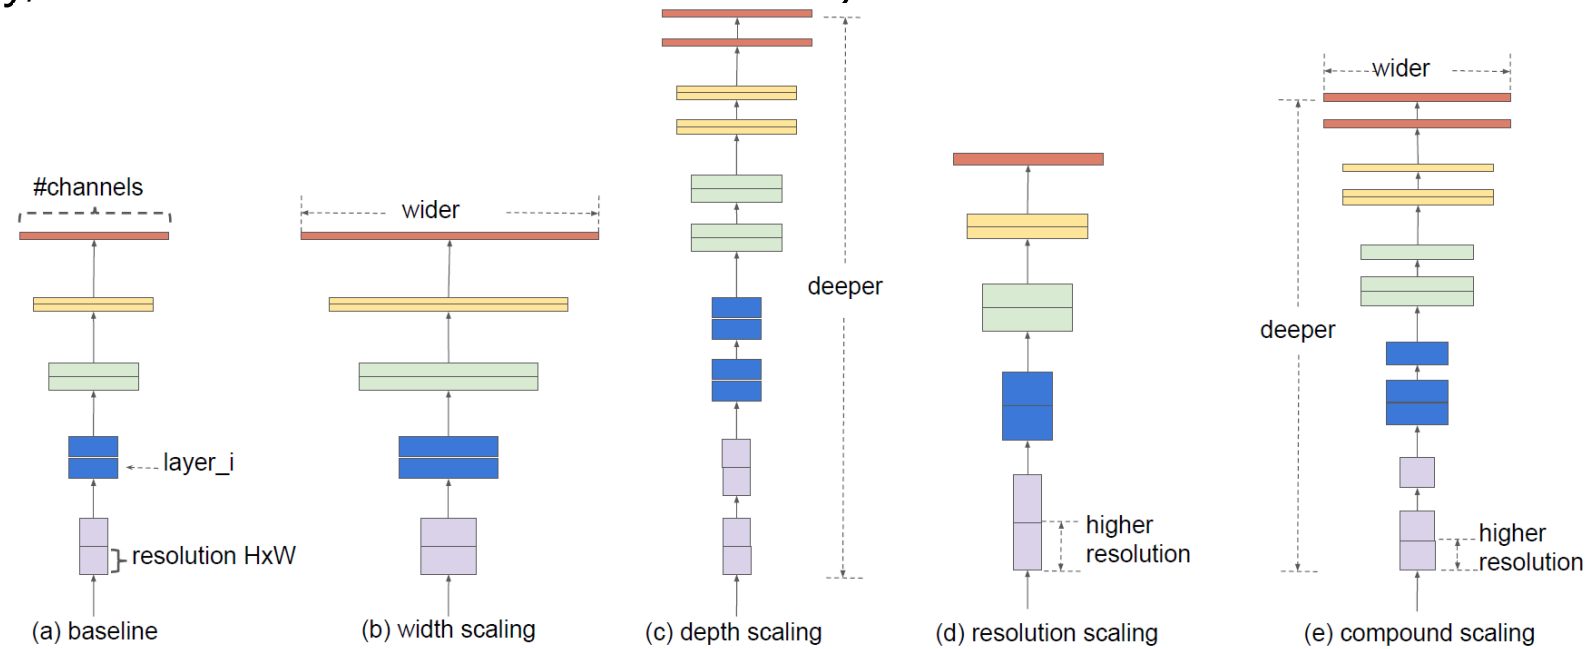 #channels
layer_i
resolution HxW
(a) baseline
wider
(b) width scaling
deeper
(c) depth scaling
higher
resolution
(d) resolution scaling
wider
deeper
higher
resolution
(e) compound scaling